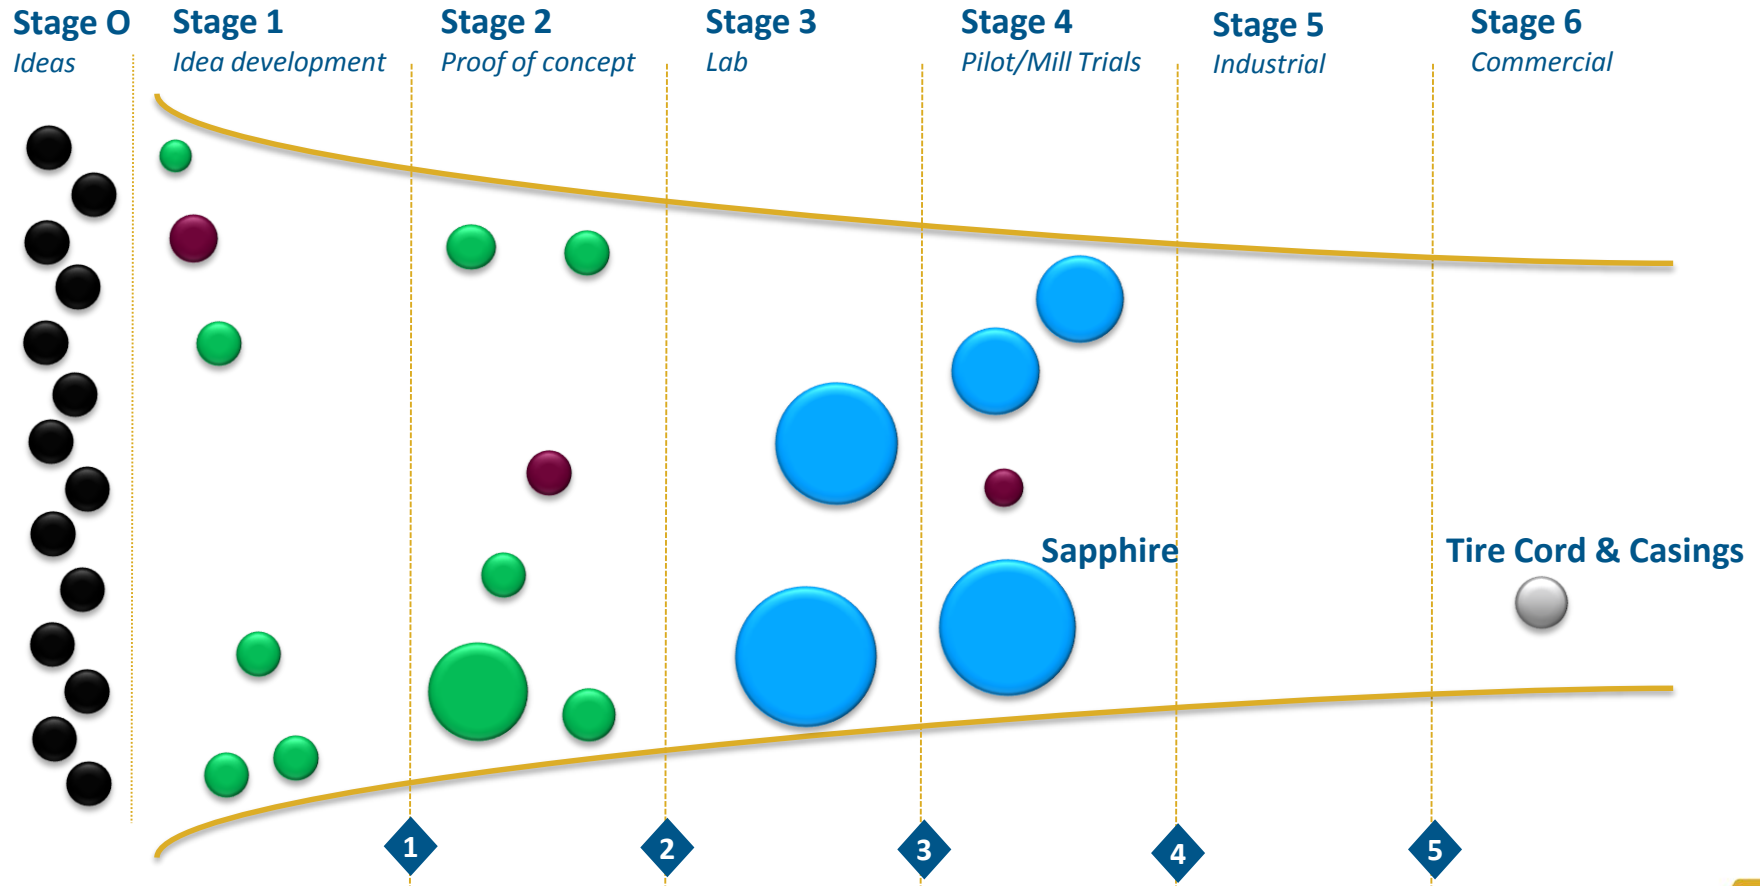 Stage O
Ideas
Stage 1
Idea development
Stage 2
Proof of concept
Stage 3
Lab
Stage 4
Pilot/Mill Trials
Stage 5
Industrial
Stage 6
Commercial
Sapphire
Tire Cord & Casings
1
2
3
4
5